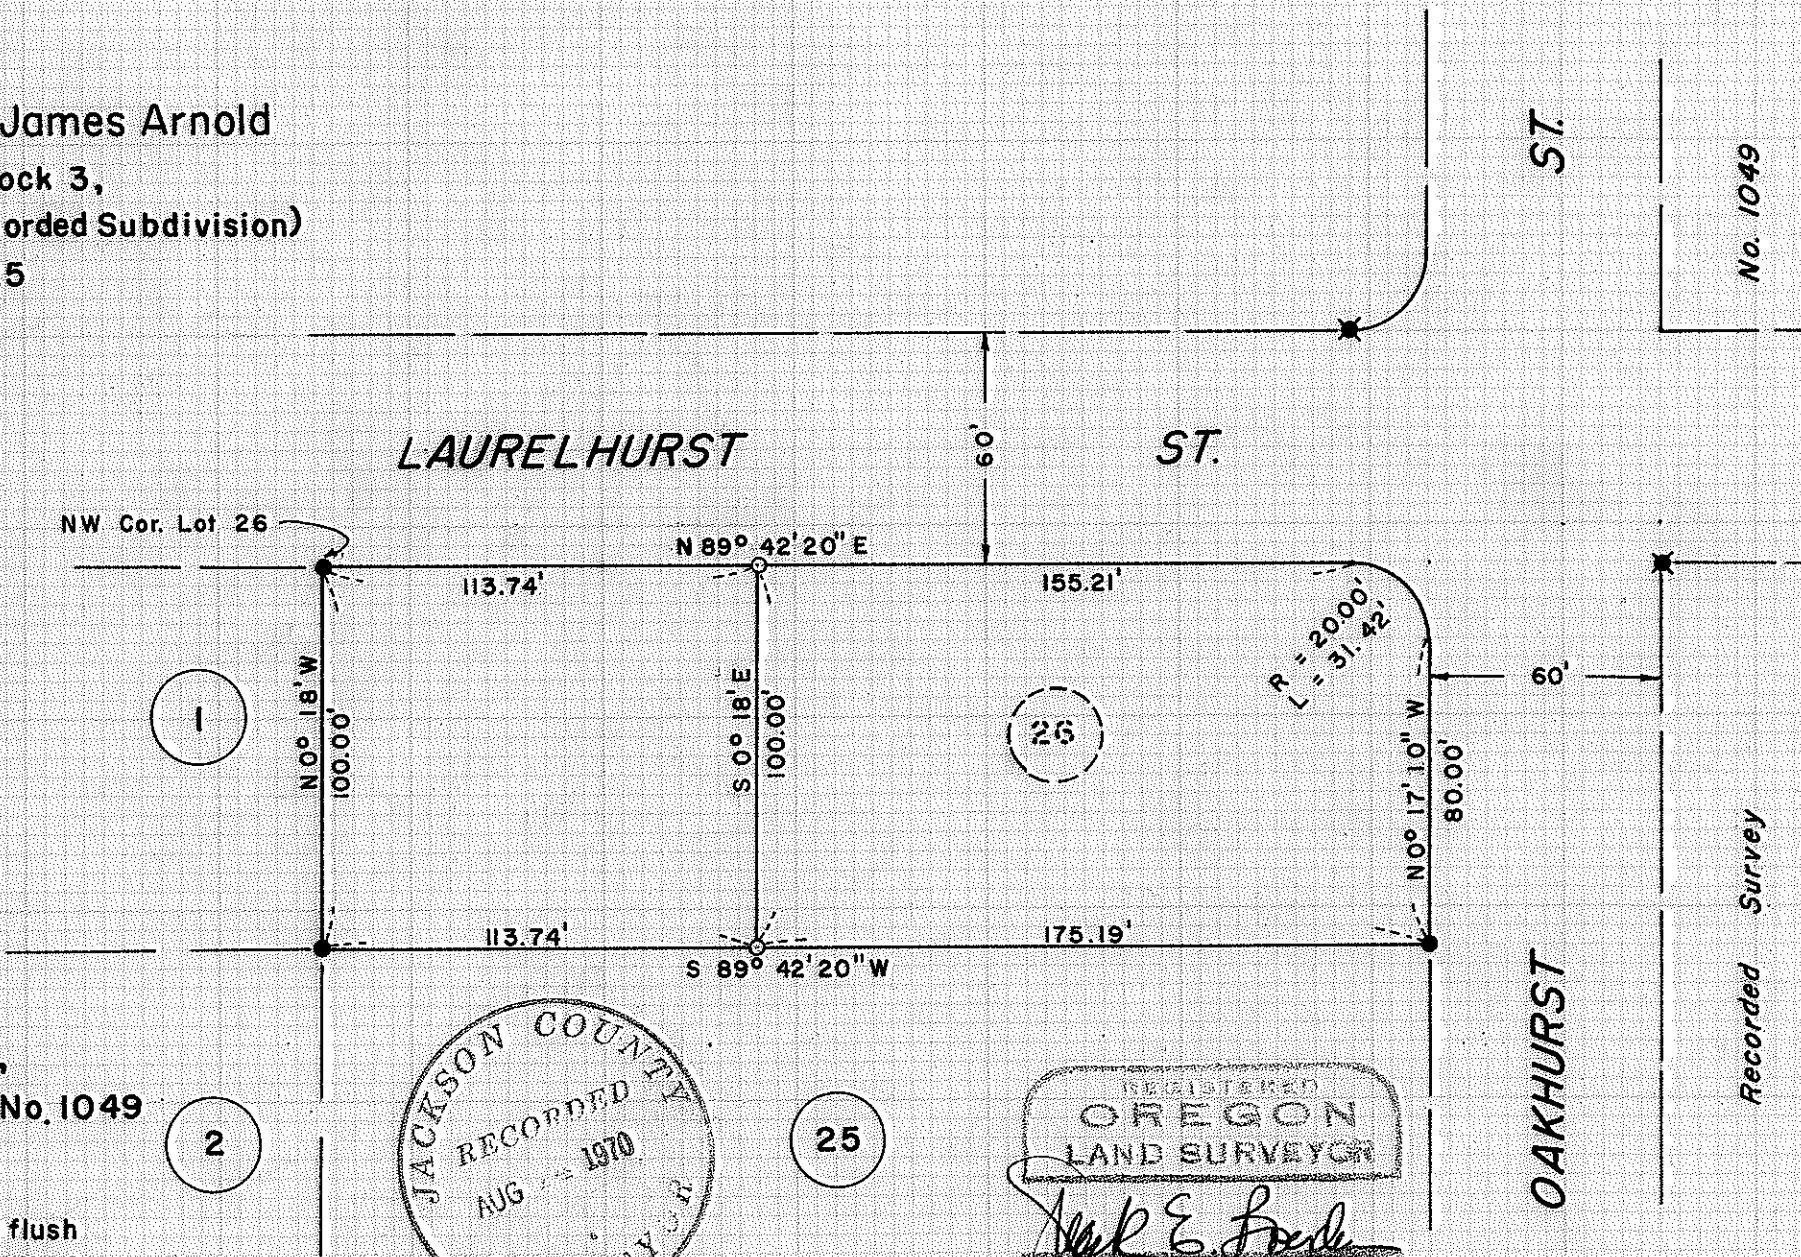 James Arnold
ock 3,
orded Subdivision)
5
ST.
No. 1049
LAURELHURST ST.
60'
NW Cor. Lot 26
N 89° 42' 20" E
113.74'
155.21'
R = 20.00'
L = 31.42'
1
N 0° 18' W
100.00'
S 0° 18' E
100.00'
26
N 0° 17' 10" W
80.00'
60'
113.74'
175.19'
S 89° 42' 20" W
Recorded Survey
OAKHURST
,
No. 1049
2
JACKSON COUNTY
RECORDED
AUG 1970
25
REGISTERED
OREGON
LAND SURVEYOR
flush